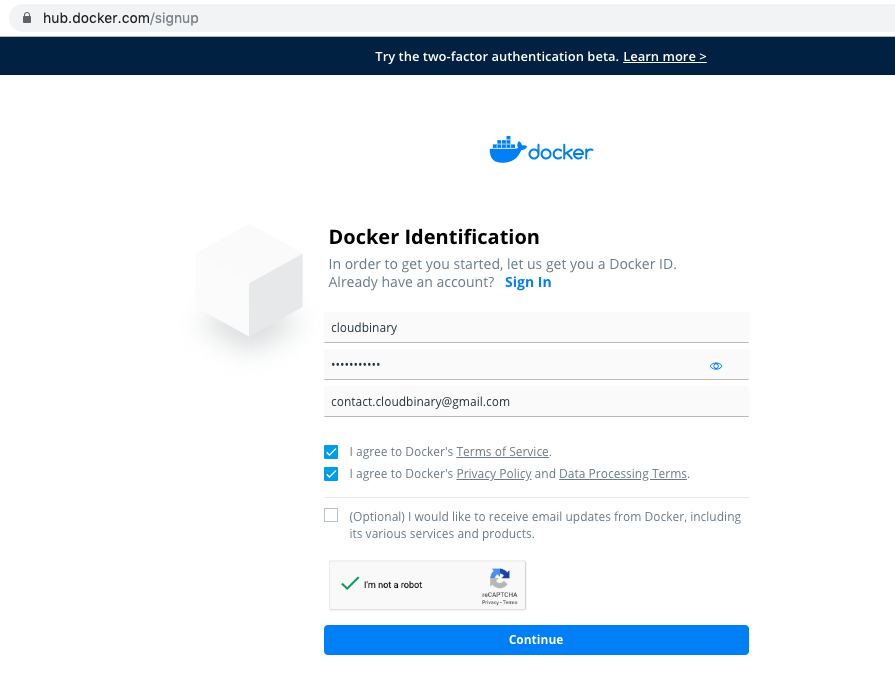 hub.docker.com/signup
Try the two-factor authentication beta. Learn more >
docker
Docker Identification
In order to get you started, let us get you a Docker ID.
Already have an account? Sign In
cloudbinary
•••••••••••
contact.cloudbinary@gmail.com
I agree to Docker's Terms of Service.
I agree to Docker's Privacy Policy and Data Processing Terms.
(Optional) I would like to receive email updates from Docker, including
its various services and products.
I'm not a robot
reCAPTCHA
Privacy - Terms
Continue